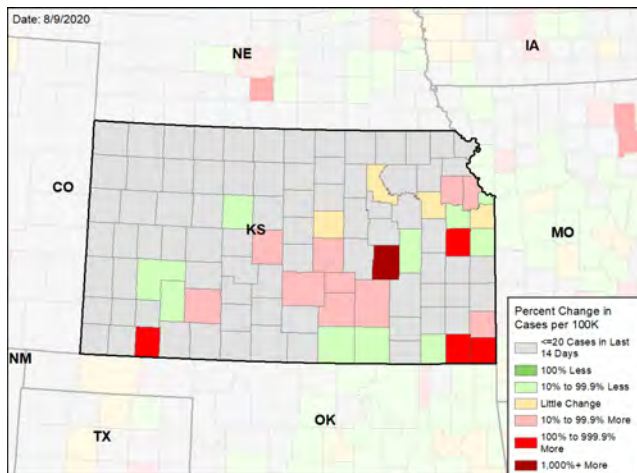 Date: 8/9/2020
NE
IA
CO
KS
MO
NM
OK
TX
Percent Change in
Cases per 100K
<=20 Cases in Last
14 Days
100% Less
10% to 99.9% Less
Little Change
10% to 99.9% More
100% to 999.9%
More
1,000%+ More